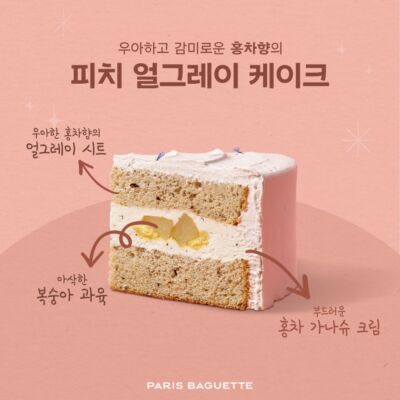 우아하고 감미로운 홍차향의
피치 얼그레이 케이크
우아한 홍차향의
얼그레이 시트
아삭한
복숭아 과육
부드러운
홍차 가나슈 크림
PARIS BAGUETTE